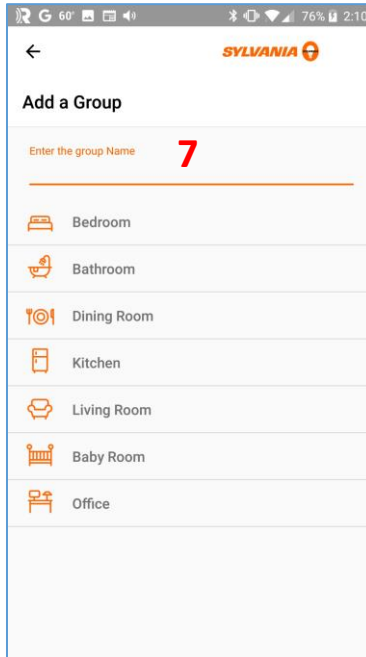 G 60° 76% 2:10
SYLVANIA
Add a Group
Enter the group Name
7
Bedroom
Bathroom
Dining Room
Kitchen
Living Room
Baby Room
Office